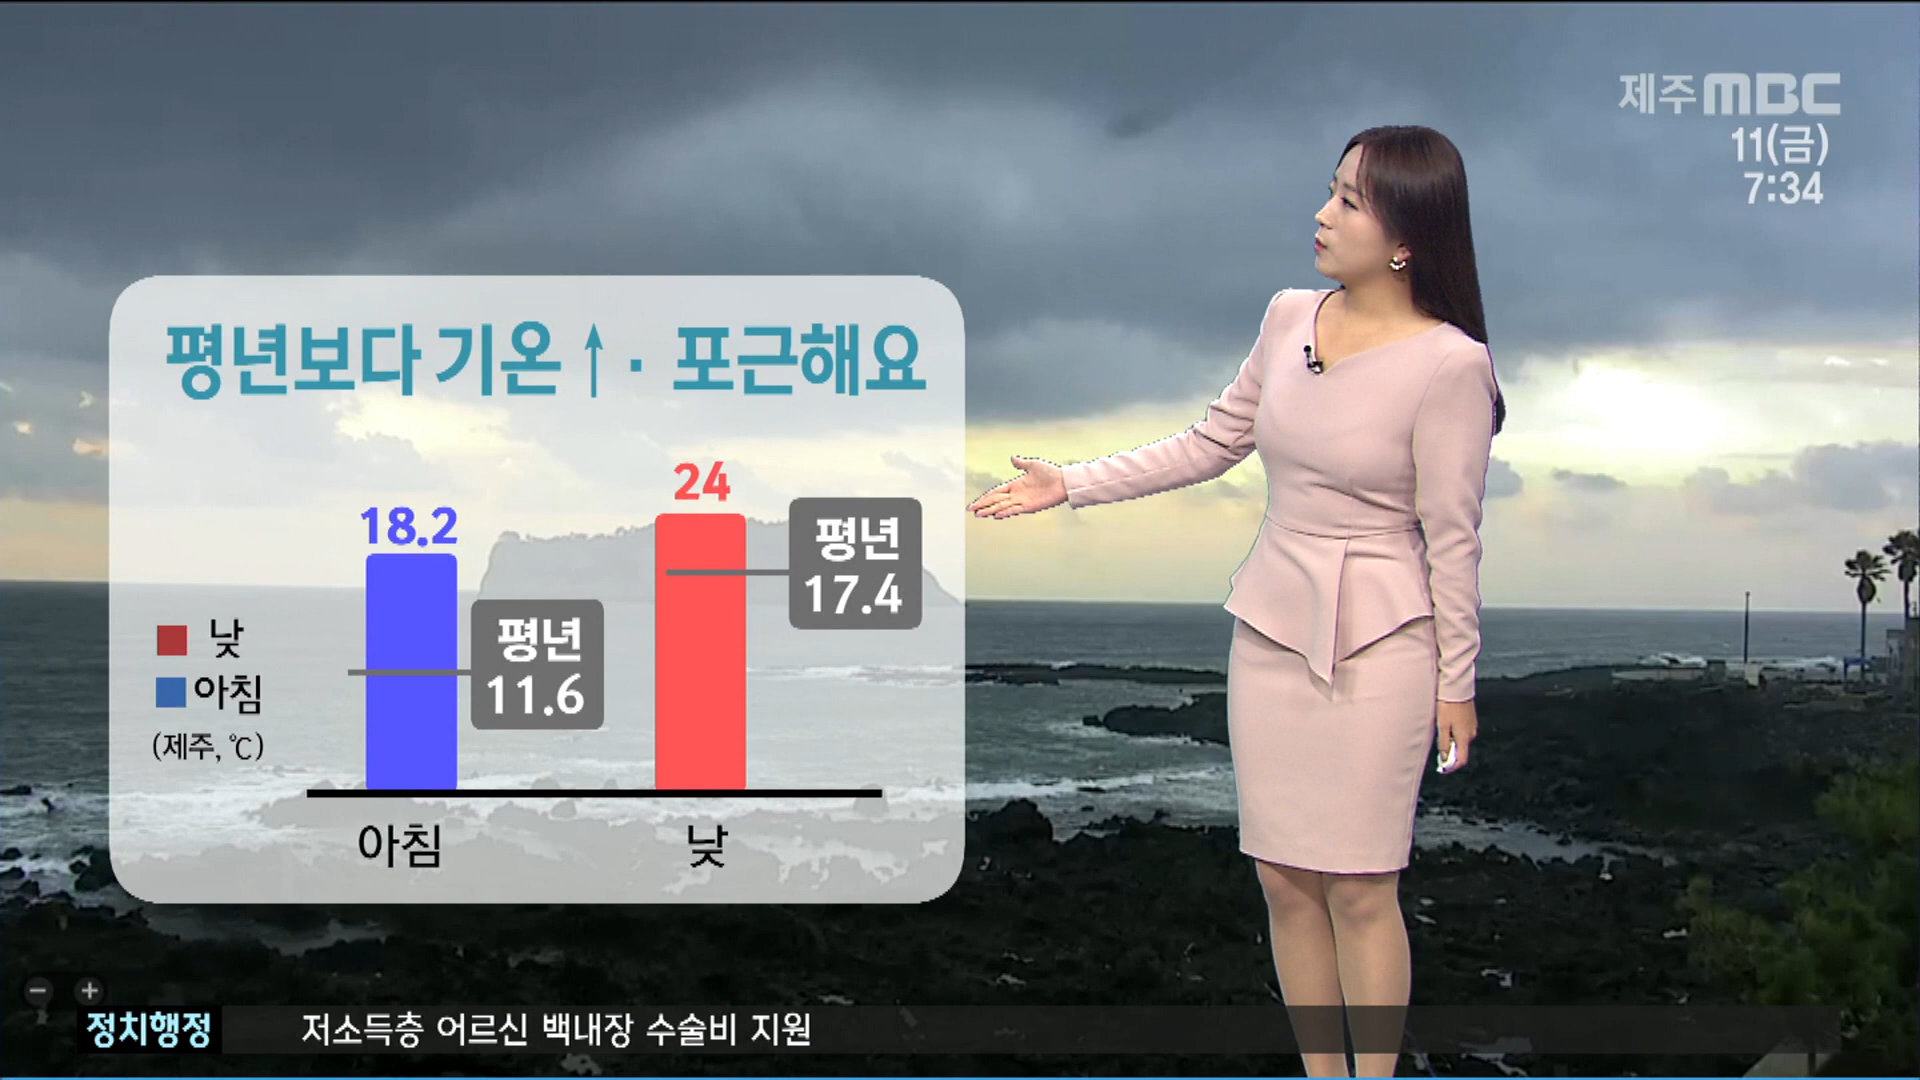 제주MBC
11(금)
7:34
평년보다 기온↑· 포근해요
18.2
24
평년
17.4
평년
11.6
낮
아침
(제주, ℃)
아침
낮
정치행정 저소득층 어르신 백내장 수술비 지원